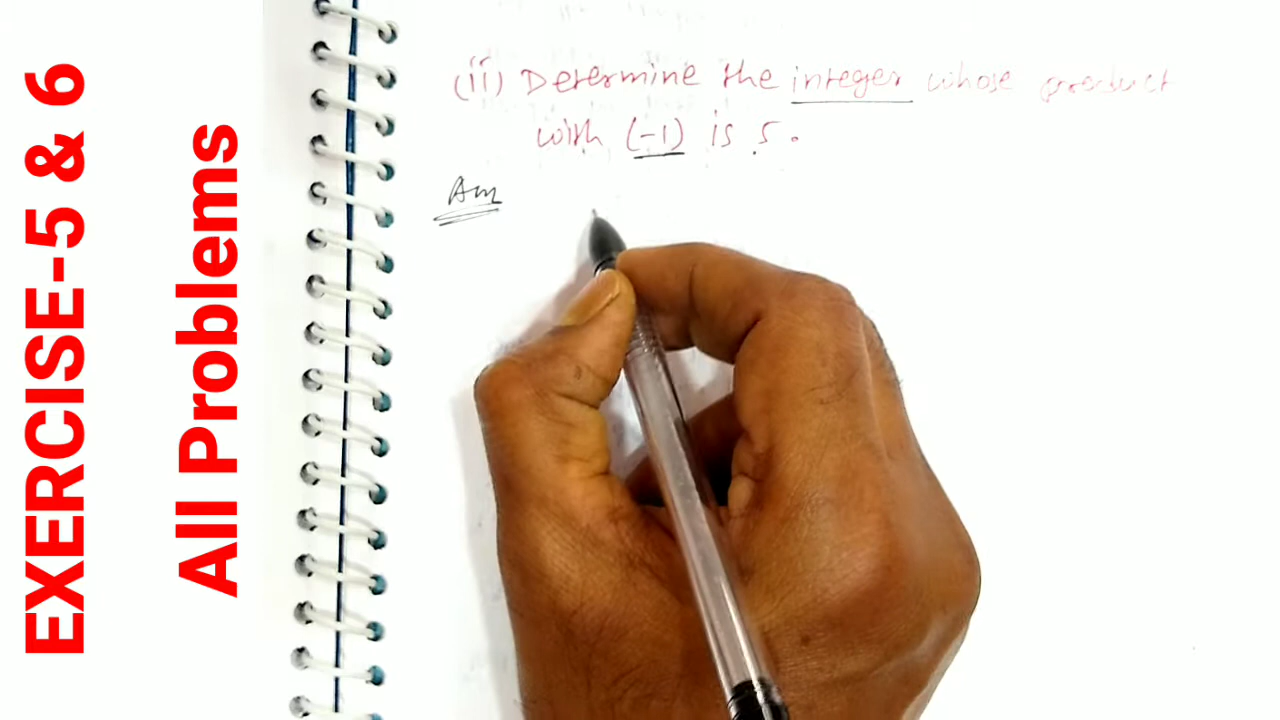 EXERCISE-5 & 6
All Problems
(ii) Determine the integer whose product
with (-1) is 5.
Ans